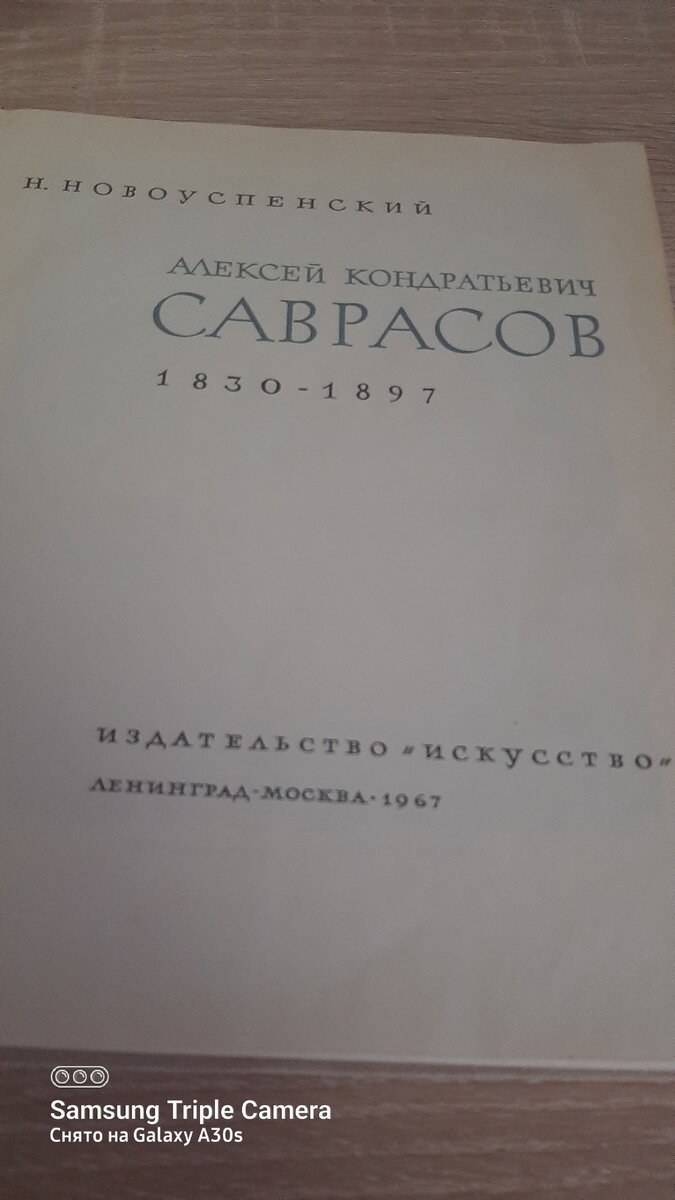 Н. НОВОУСПЕНСКИЙ
АЛЕКСЕЙ КОНДРАТЬЕВИЧ
САВРАСОВ
1830-1897
ИЗДАТЕЛЬСТВО "ИСКУССТВО"
ЛЕНИНГРАД·МОСКВА·1967
Samsung Triple Camera
Снято на Galaxy A30s